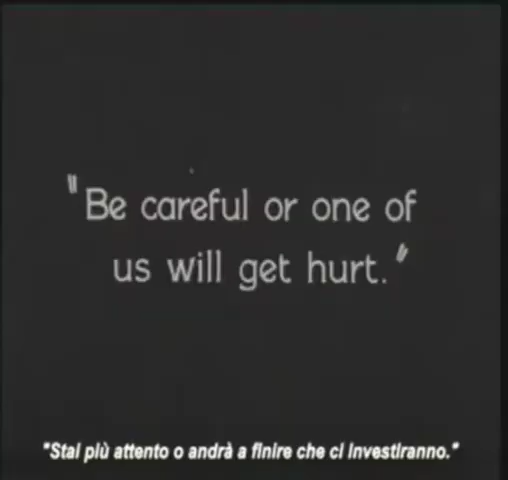 "Be careful or one of
us will get hurt."
"Stai più attento o andrà a finire che ci investiranno."